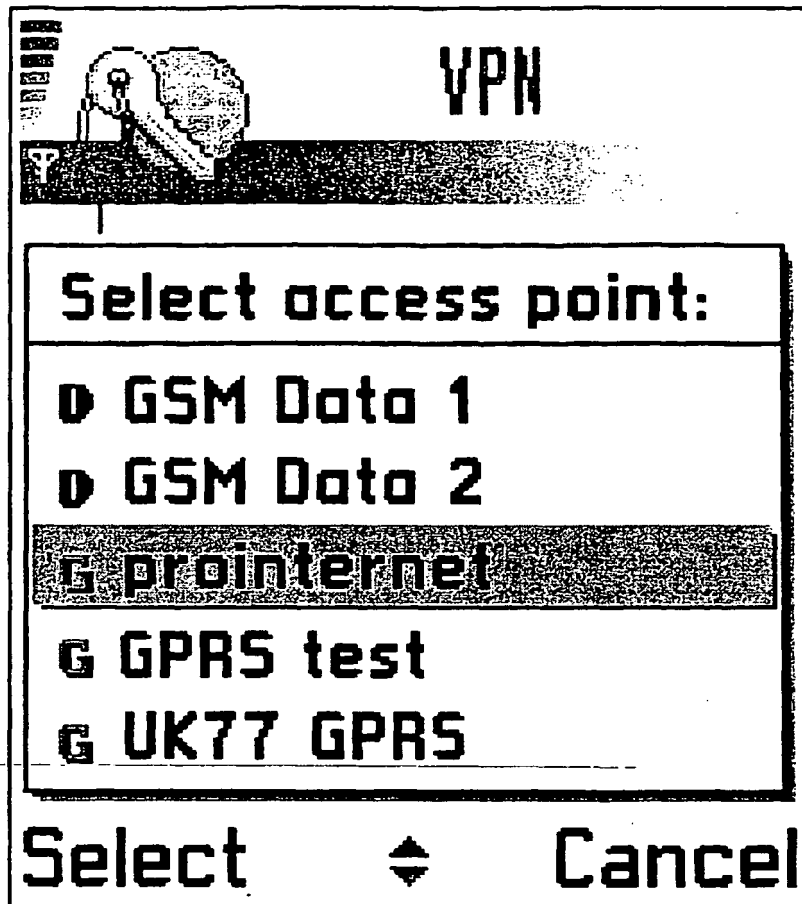 VPN
Select access point:
D GSM Data 1
D GSM Data 2
G prointernet
G GPRS test
G UK77 GPRS
Select Cancel